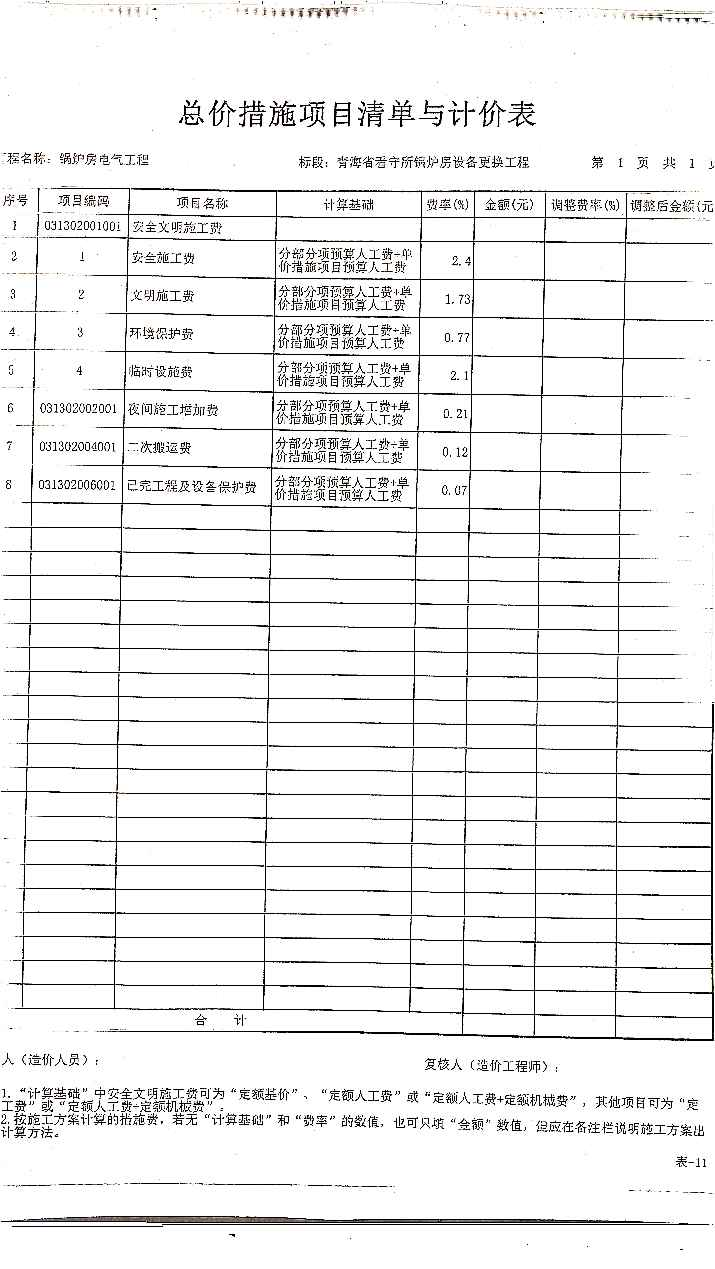 总价措施项目清单与计价表
程名称：锅炉房电气工程 标段：青海省看守所锅炉房设备更换工程 第 1 页 共 1
序号 项目编码 项目名称 计算基础 费率(%) 金额(元) 调整费率(%) 调整后金额(元
1 031302001001 安全文明施工费
2 1 安全施工费 分部分项预算人工费+单
价措施项目预算人工费 2.4
3 2 文明施工费 分部分项预算人工费+单
价措施项目预算人工费 1.73
4 3 环境保护费 分部分项预算人工费+单
价措施项目预算人工费 0.77
5 4 临时设施费 分部分项预算人工费+单
价措施项目预算人工费 2.1
6 031302002001 夜间施工增加费 分部分项预算人工费+单
价措施项目预算人工费 0.21
7 031302004001 二次搬运费 分部分项预算人工费+单
价措施项目预算人工费 0.12
8 031302006001 已完工程及设备保护费 分部分项预算人工费+单
价措施项目预算人工费 0.07
合 计
人（造价人员）： 复核人（造价工程师）：
1.“计算基础”中安全文明施工费可为“定额基价”、“定额人工费”或“定额人工费+定额机械费”，其他项目可为“定
工费”或“定额人工费+定额机械费”。
2.按施工方案计算的措施费，若无“计算基础”和“费率”的数值，也可只填“金额”数值，但应在备注栏说明施工方案出
计算方法。
表-11